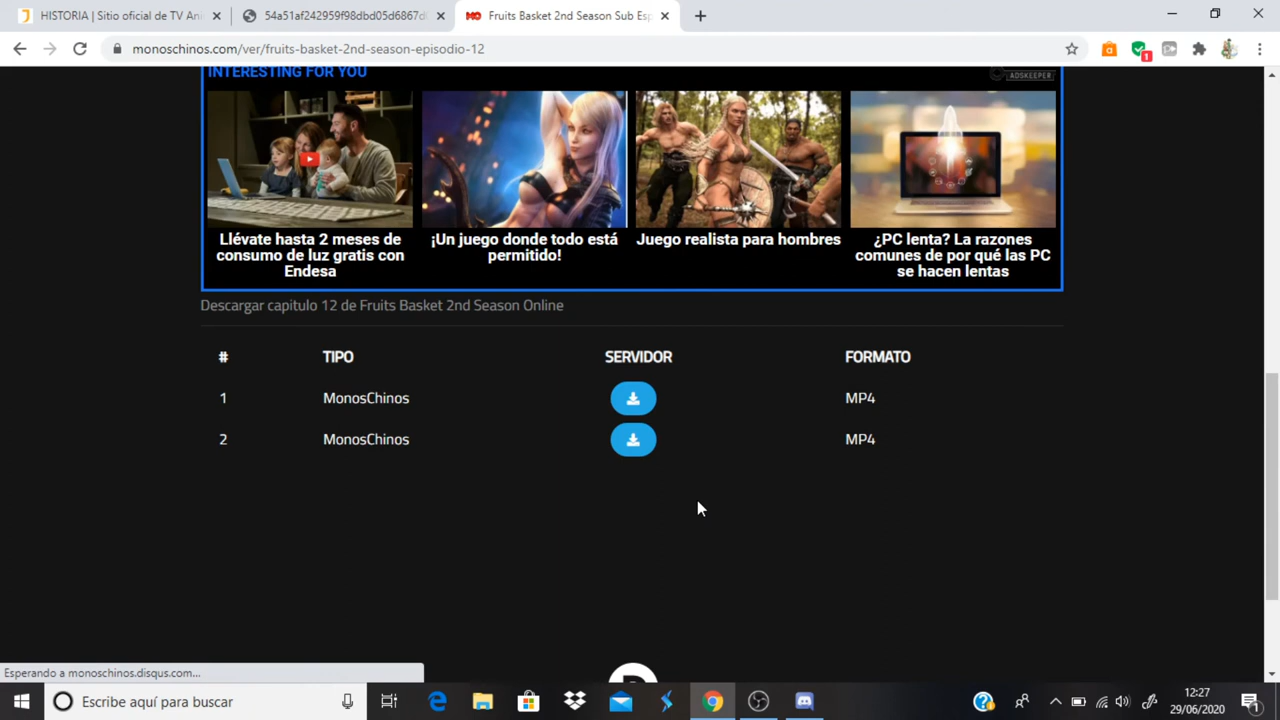 HISTORIA | Sitio oficial de TV Ani
54a51af242959f98dbd05d6867d
Fruits Basket 2nd Season Sub Esp
monoschinos.com/ver/fruits-basket-2nd-season-episodio-12
1
INTERESTING FOR YOU
ADSKEEPER
Llévate hasta 2 meses de
consumo de luz gratis con
Endesa
¡Un juego donde todo está
permitido!
Juego realista para hombres
¿PC lenta? La razones
comunes de por qué las PC
se hacen lentas
Descargar capitulo 12 de Fruits Basket 2nd Season Online
# TIPO SERVIDOR FORMATO
1 MonosChinos MP4
2 MonosChinos MP4
Esperando a monoschinos.disqus.com...
Escribe aquí para buscar
12:27
29/06/2020
1